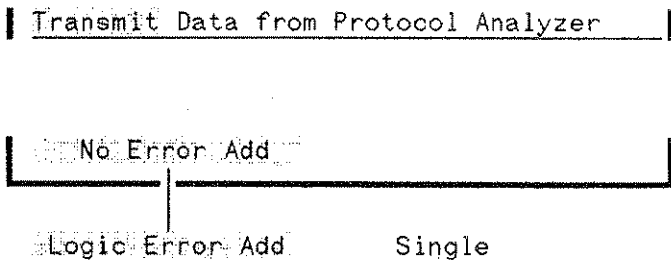 Transmit Data from Protocol Analyzer
No Error Add
Logic Error Add Single